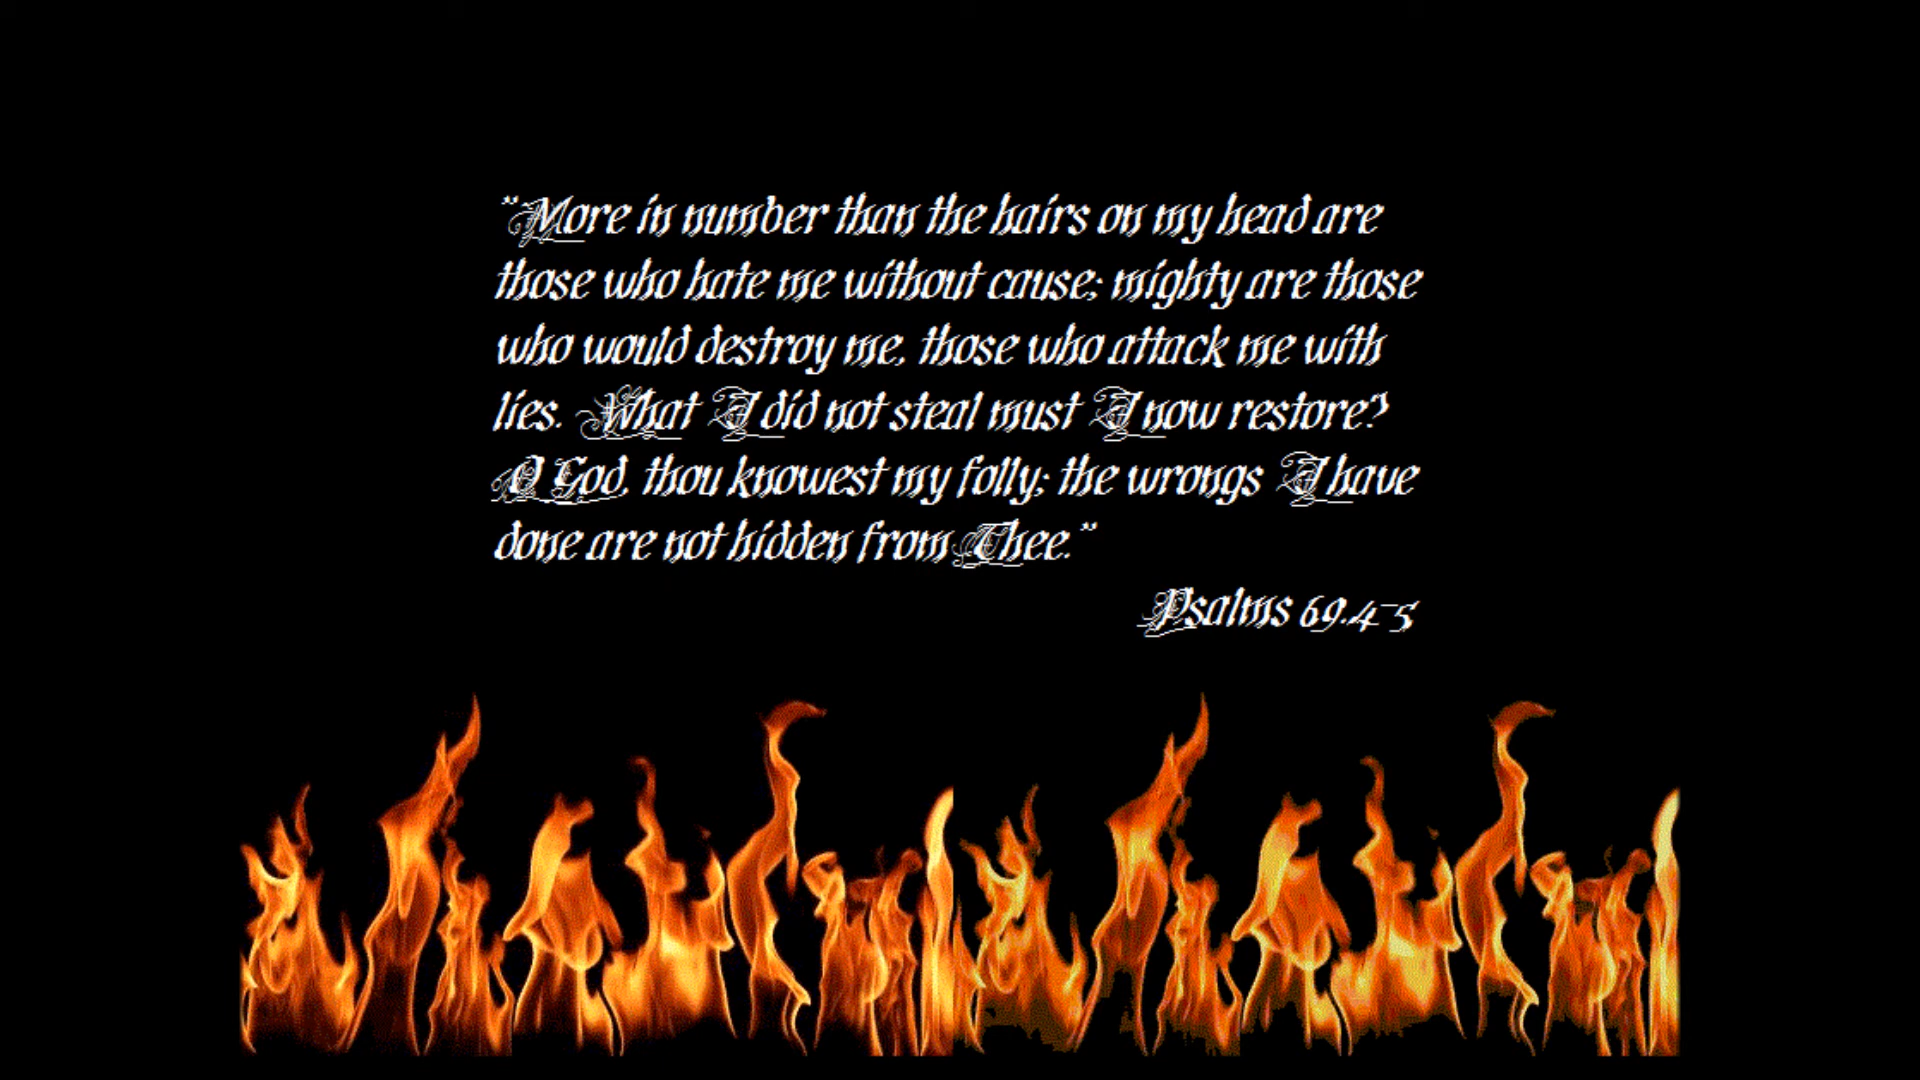 "More in number than the hairs on my head are
those who hate me without cause; mighty are those
who would destroy me, those who attack me with
lies. What I did not steal must I now restore?
O God, thou knowest my folly; the wrongs I have
done are not hidden from Thee."
Psalms 69.4-5